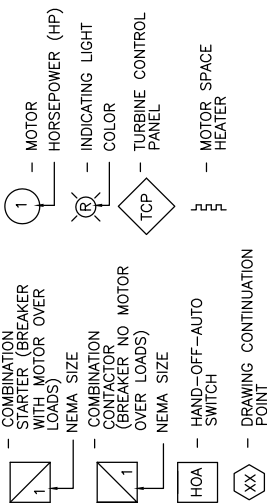 1
- COMBINATION
STARTER (BREAKER
WITH MOTOR OVER
LOADS)
NEMA SIZE
1
- COMBINATION
CONTACTOR
(BREAKER NO MOTOR
OVER LOADS)
NEMA SIZE
HOA
- HAND-OFF-AUTO
SWITCH
XX
- DRAWING CONTINUATION
POINT
1
- MOTOR
HORSEPOWER (HP)
R
- INDICATING LIGHT
COLOR
TCP
- TURBINE CONTROL
PANEL
- MOTOR SPACE
HEATER